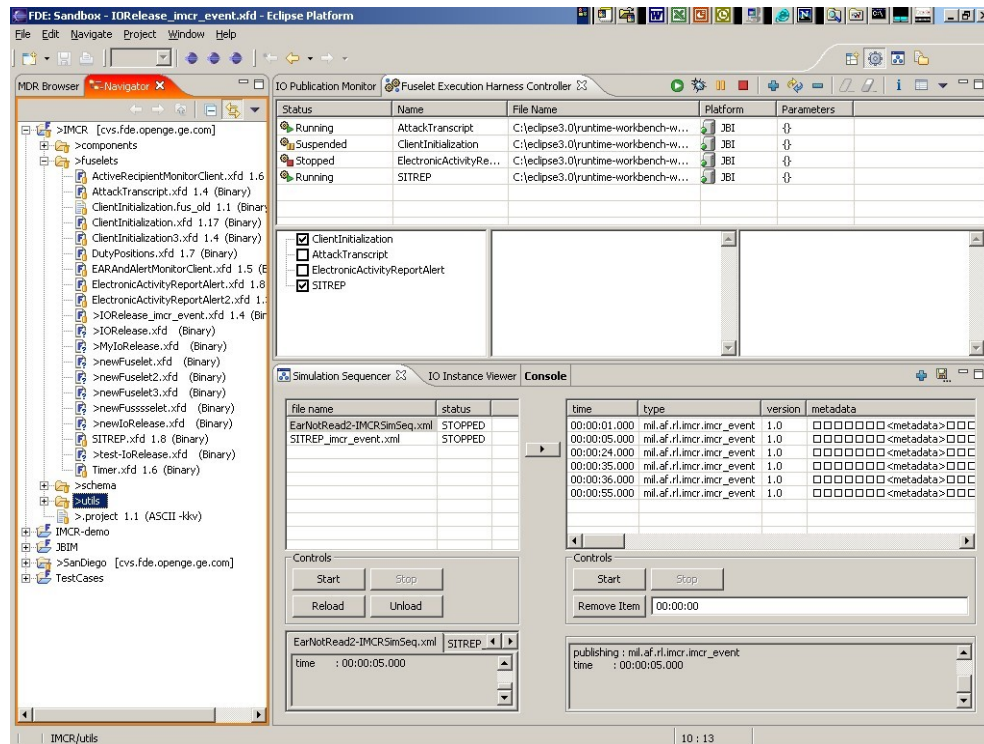 FDE: Sandbox - IORelease_imcr_event.xfd - Eclipse Platform
File Edit Navigate Project Window Help
MDR Browser Navigator
>IMCR [cvs.fde.openge.ge.com]
>components
>fuselets
ActiveRecipientMonitorClient.xfd 1.6
AttackTranscript.xfd 1.4 (Binary)
ClientInitialization.fus_old 1.1 (Binary
ClientInitialization.xfd 1.17 (Binary)
ClientInitialization3.xfd 1.4 (Binary)
DutyPositions.xfd 1.7 (Binary)
EARAndAlertMonitorClient.xfd 1.5 (E
ElectronicActivityReportAlert.xfd 1.8
ElectronicActivityReportAlert2.xfd 1.
>IORelease_imcr_event.xfd 1.4 (Bin
>IORelease.xfd (Binary)
>MyIoRelease.xfd (Binary)
>newFuselet.xfd (Binary)
>newFuselet2.xfd (Binary)
>newFuselet3.xfd (Binary)
>newFusssselet.xfd (Binary)
>newIoRelease.xfd (Binary)
SITREP.xfd 1.8 (Binary)
>test-IoRelease.xfd (Binary)
Timer.xfd 1.6 (Binary)
>schema
>utils
>.project 1.1 (ASCII -kkv)
IMCR-demo
JBIM
>SanDiego [cvs.fde.openge.ge.com]
TestCases
IO Publication Monitor Fuselet Execution Harness Controller
Status Name File Name Platform Parameters
Running AttackTranscript C:\eclipse3.0\runtime-workbench-w... JBI {}
Suspended ClientInitialization C:\eclipse3.0\runtime-workbench-w... JBI {}
Stopped ElectronicActivityRe... C:\eclipse3.0\runtime-workbench-w... JBI {}
Running SITREP C:\eclipse3.0\runtime-workbench-w... JBI {}
ClientInitialization
AttackTranscript
ElectronicActivityReportAlert
SITREP
Simulation Sequencer IO Instance Viewer Console
file name status
EarNotRead2-IMCRSimSeq.xml STOPPED
SITREP_imcr_event.xml STOPPED
Controls
Start Stop
Reload Unload
EarNotRead2-IMCRSimSeq.xml SITREP_
time : 00:00:05.000
time type version metadata
00:00:01.000 mil.af.rl.imcr.imcr_event 1.0 <metadata>
00:00:05.000 mil.af.rl.imcr.imcr_event 1.0 <metadata>
00:00:24.000 mil.af.rl.imcr.imcr_event 1.0 <metadata>
00:00:35.000 mil.af.rl.imcr.imcr_event 1.0 <metadata>
00:00:36.000 mil.af.rl.imcr.imcr_event 1.0 <metadata>
00:00:55.000 mil.af.rl.imcr.imcr_event 1.0 <metadata>
Controls
Start Stop
Remove Item 00:00:00
publishing : mil.af.rl.imcr.imcr_event
time : 00:00:05.000
IMCR/utils 10 : 13